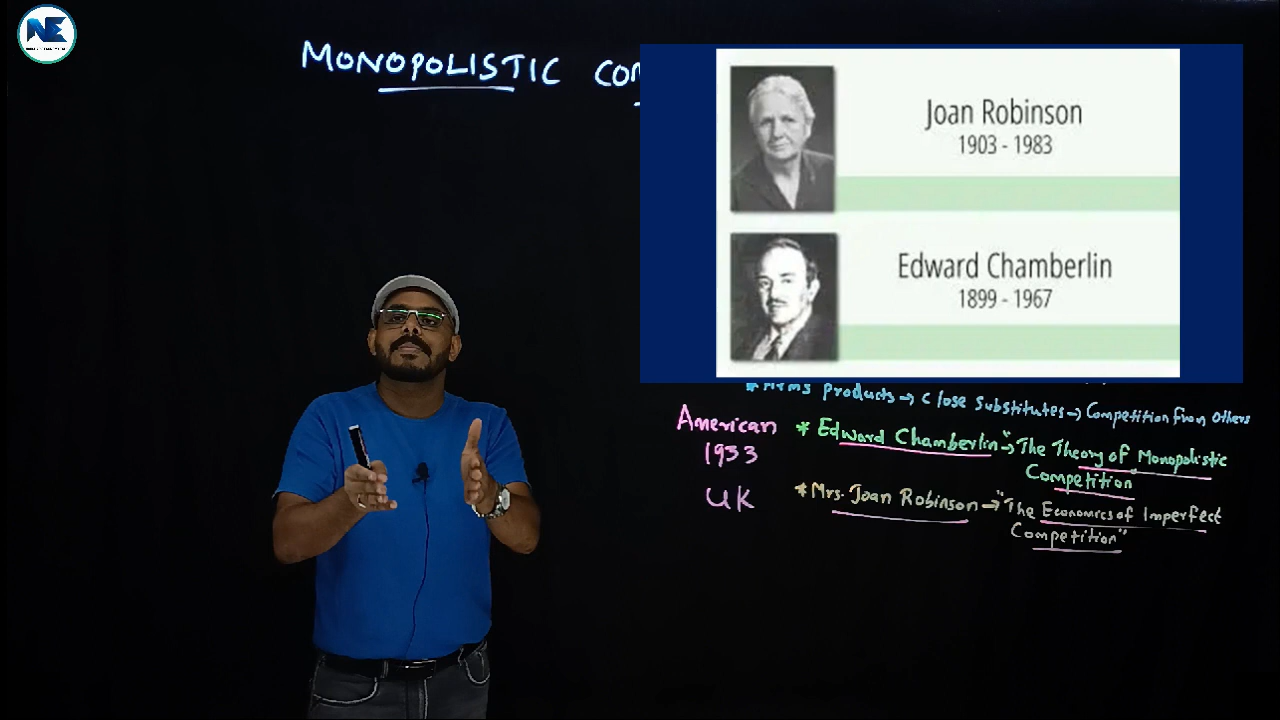 NE
MONOPOLISTIC
Joan Robinson
1903 - 1983
Edward Chamberlin
1899 - 1967
Products → Close Substitutes → Competition from Others
American
1933
* Edward Chamberlin → "The Theory of Monopolistic
Competition
UK
* Mrs. Joan Robinson → "The Economics of Imperfect
Competition"